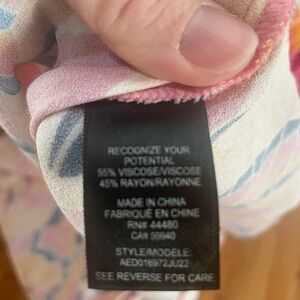 RECOGNIZE YOUR
POTENTIAL
55% VISCOSE/VISCOSE
45% RAYON/RAYONNE
MADE IN CHINA
FABRIQUÉ EN CHINE
RN# 44480
CA# 59940
STYLE/MODELE:
AED016972JU22
SEE REVERSE FOR CARE